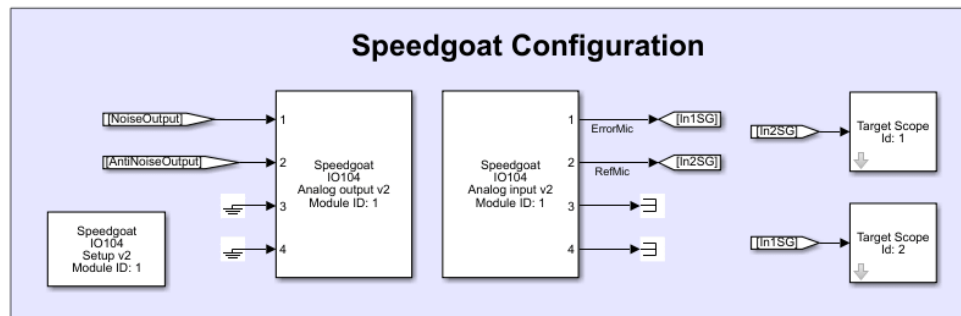 Speedgoat Configuration
[NoiseOutput]
[AntiNoiseOutput]
1
2
3
4
Speedgoat
IO104
Analog output v2
Module ID: 1
Speedgoat
IO104
Setup v2
Module ID: 1
Speedgoat
IO104
Analog input v2
Module ID: 1
1
2
3
4
ErrorMic
RefMic
[In1SG]
[In2SG]
[In2SG]
Target Scope
Id: 1
[In1SG]
Target Scope
Id: 2